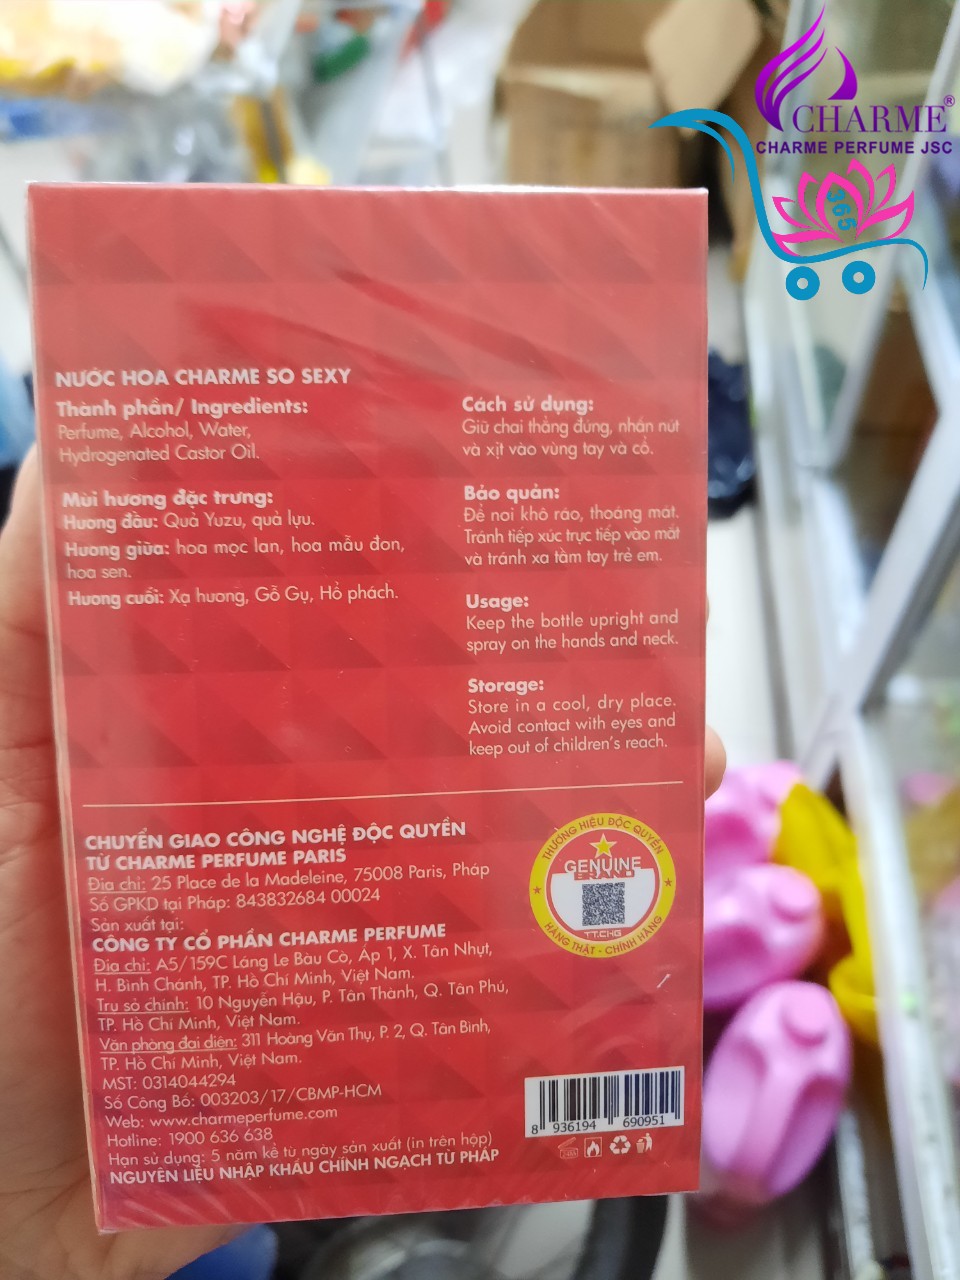 CHARME®
CHARME PERFUME JSC
365
NƯỚC HOA CHARME SO SEXY
Thành phần/ Ingredients:
Perfume, Alcohol, Water,
Hydrogenated Castor Oil.
Mùi hương đặc trưng:
Hương đầu: Quả Yuzu, quả lựu.
Hương giữa: hoa mọc lan, hoa mẫu đơn,
hoa sen.
Hương cuối: Xạ hương, Gỗ Gụ, Hổ phách.
Cách sử dụng:
Giữ chai thẳng đứng, nhấn nút
và xịt vào vùng tay và cổ.
Bảo quản:
Để nơi khô ráo, thoáng mát.
Tránh tiếp xúc trực tiếp vào mắt
và tránh xa tầm tay trẻ em.
Usage:
Keep the bottle upright and
spray on the hands and neck.
Storage:
Store in a cool, dry place.
Avoid contact with eyes and
keep out of children's reach.
CHUYỂN GIAO CÔNG NGHỆ ĐỘC QUYỀN
TỪ CHARME PERFUME PARIS
Địa chỉ: 25 Place de la Madeleine, 75008 Paris, Pháp
Số GPKD tại Pháp: 843832684 00024
Sản xuất tại:
CÔNG TY CỔ PHẦN CHARME PERFUME
Địa chỉ: A5/159C Láng Le Bàu Cò, Ấp 1, X. Tân Nhựt,
H. Bình Chánh, TP. Hồ Chí Minh, Việt Nam.
Trụ sở chính: 10 Nguyễn Hậu, P. Tân Thành, Q. Tân Phú,
TP. Hồ Chí Minh, Việt Nam.
Văn phòng đại diện: 311 Hoàng Văn Thụ, P. 2, Q. Tân Bình,
TP. Hồ Chí Minh, Việt Nam.
MST: 0314044294
Số Công Bố: 003203/17/CBMP-HCM
Web: www.charmeperfume.com
Hotline: 1900 636 638
Hạn sử dụng: 5 năm kể từ ngày sản xuất (in trên hộp)
NGUYÊN LIỆU NHẬP KHẨU CHÍNH NGẠCH TỪ PHÁP
THƯƠNG HIỆU ĐỘC QUYỀN
GENUINE
BRAND
TT.CHG
HÀNG THẬT - CHÍNH HÃNG
8 936194 690951